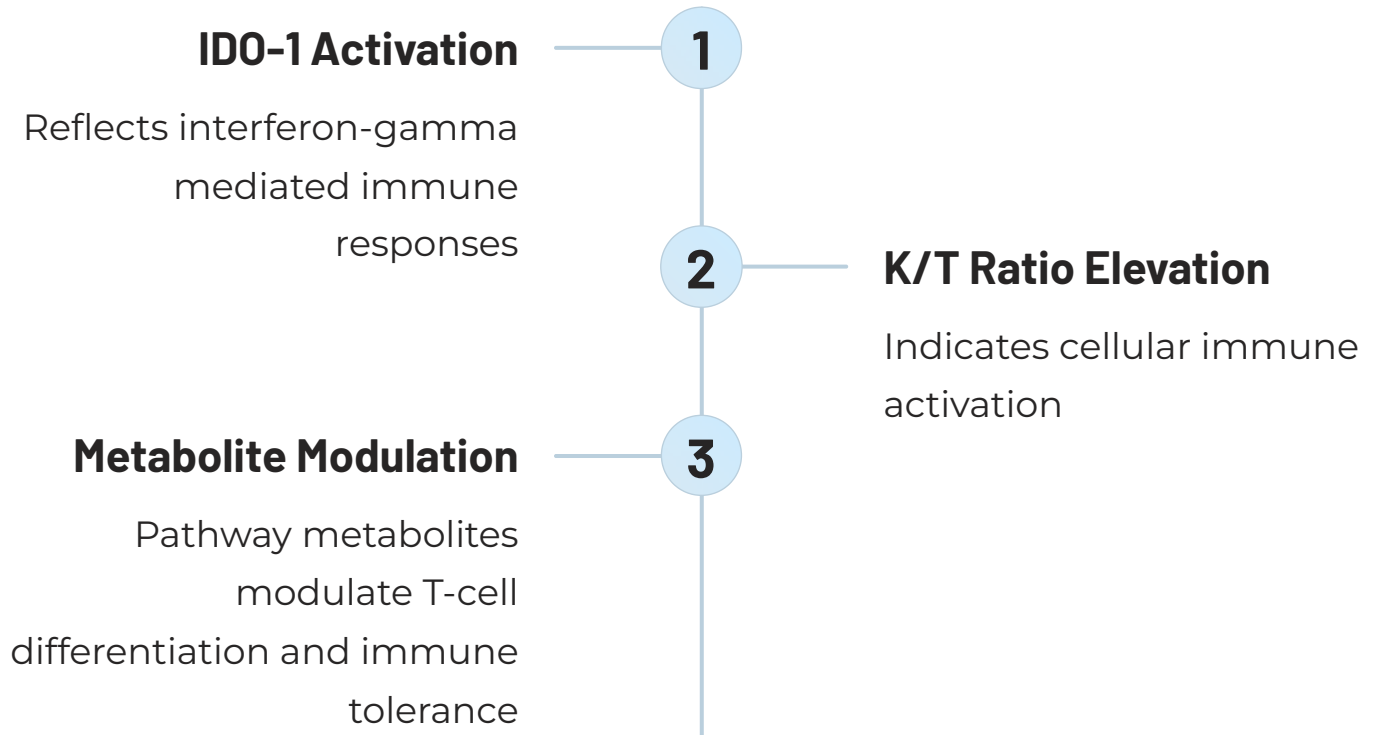 1
IDO-1 Activation
Reflects interferon-gamma
mediated immune
responses
2
K/T Ratio Elevation
Indicates cellular immune
activation
3
Metabolite Modulation
Pathway metabolites
modulate T-cell
differentiation and immune
tolerance